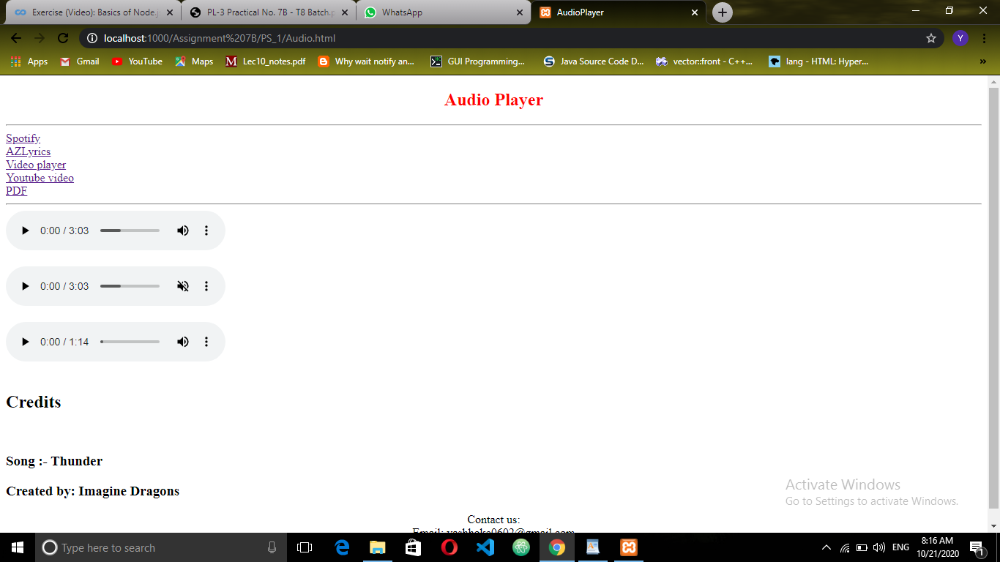 Exercise (Video): Basics of Node.j
PL-3 Practical No. 7B - T8 Batch.p
WhatsApp
AudioPlayer
localhost:1000/Assignment%207B/PS_1/Audio.html
Y
Apps
Gmail
YouTube
Maps
M
Lec10_notes.pdf
Why wait notify an...
GUI Programming...
Java Source Code D...
vector::front - C++...
lang - HTML: Hyper...
»
Audio Player
Spotify
AZLyrics
Video player
Youtube video
PDF
0:00 / 3:03
0:00 / 3:03
0:00 / 1:14
Credits
Song :- Thunder
Created by: Imagine Dragons
Activate Windows
Go to Settings to activate Windows.
Contact us:
Email:
Type here to search
ENG
8:16 AM
10/21/2020
1